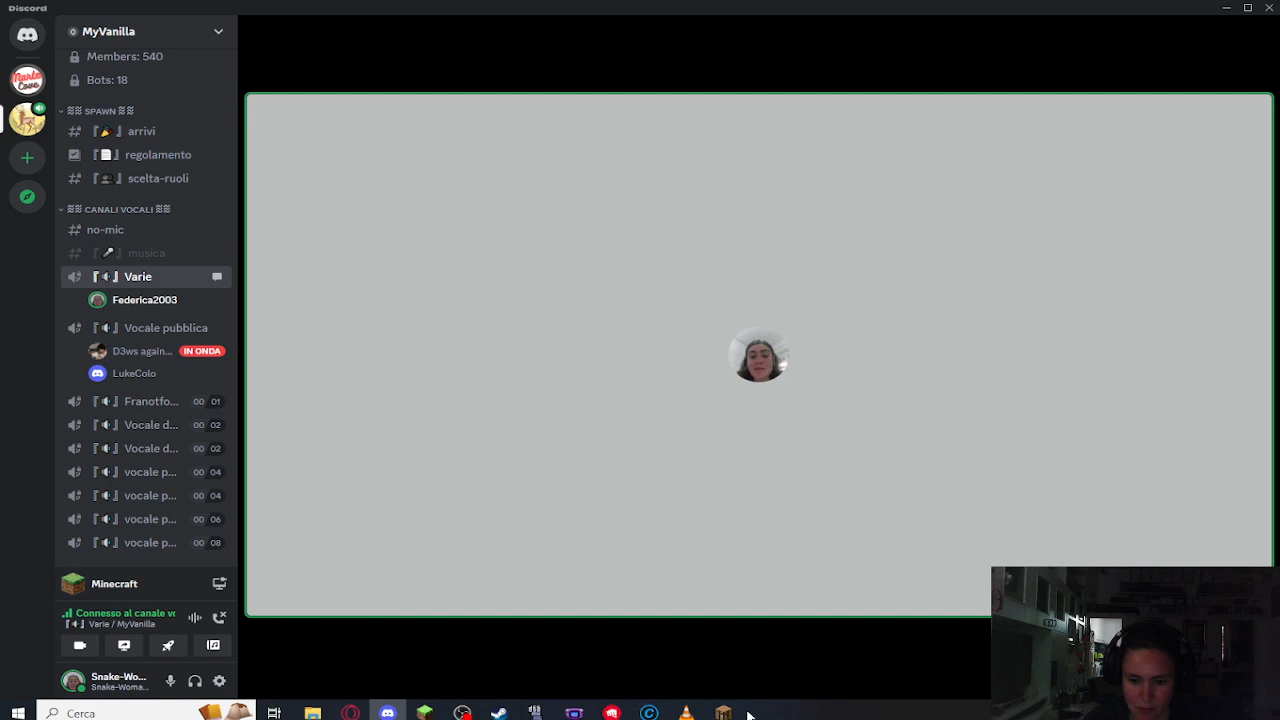 Discord
MyVanilla
Members: 540
Bots: 18
SPAWN
arrivi
regolamento
scelta-ruoli
CANALI VOCALI
no-mic
musica
Varie
Federica2003
Vocale pubblica
D3ws again... IN ONDA
LukeColo
Franotfo... 00 01
Vocale d... 00 02
Vocale d... 00 02
vocale p... 00 04
vocale p... 00 04
vocale p... 00 06
vocale p... 00 08
Minecraft
Connesso al canale vo
Varie / MyVanilla
Snake-Wo...
Snake-Woma...
Cerca